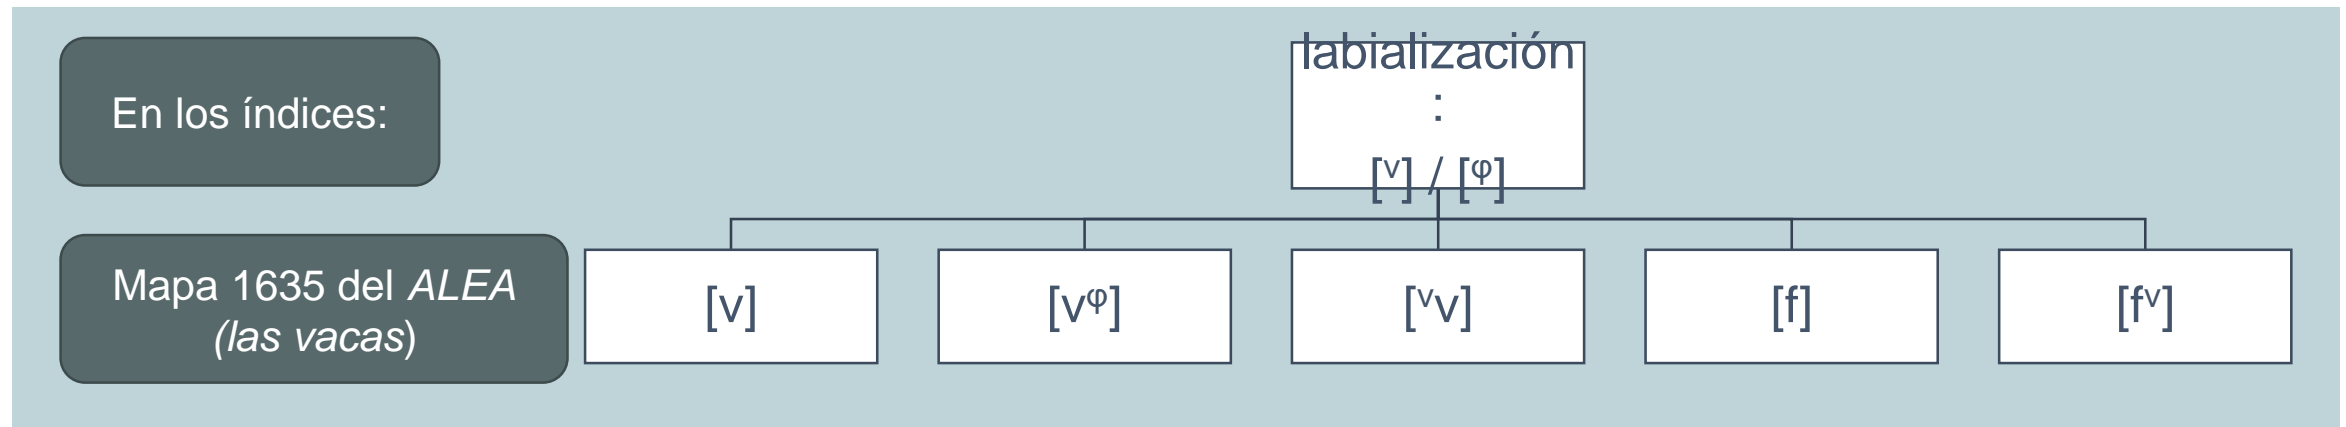 En los índices:
labialización
:
[ᵛ] / [ᵠ]
Mapa 1635 del ALEA
(las vacas)
[v]
[vᵠ]
[ᵛv]
[f]
[fᵛ]